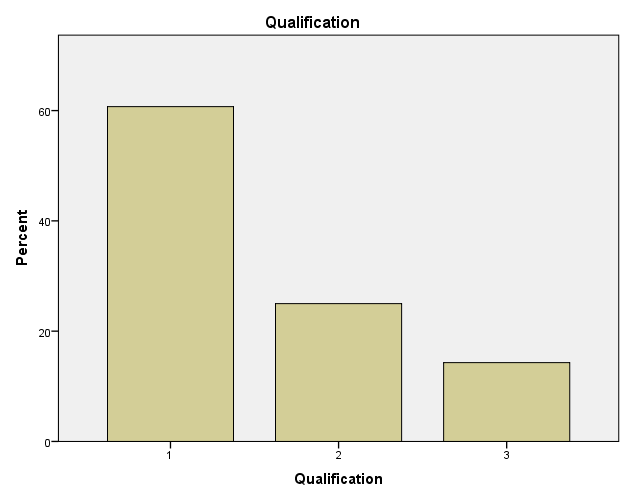 Qualification
60
40
20
0
Percent
1 2 3
Qualification